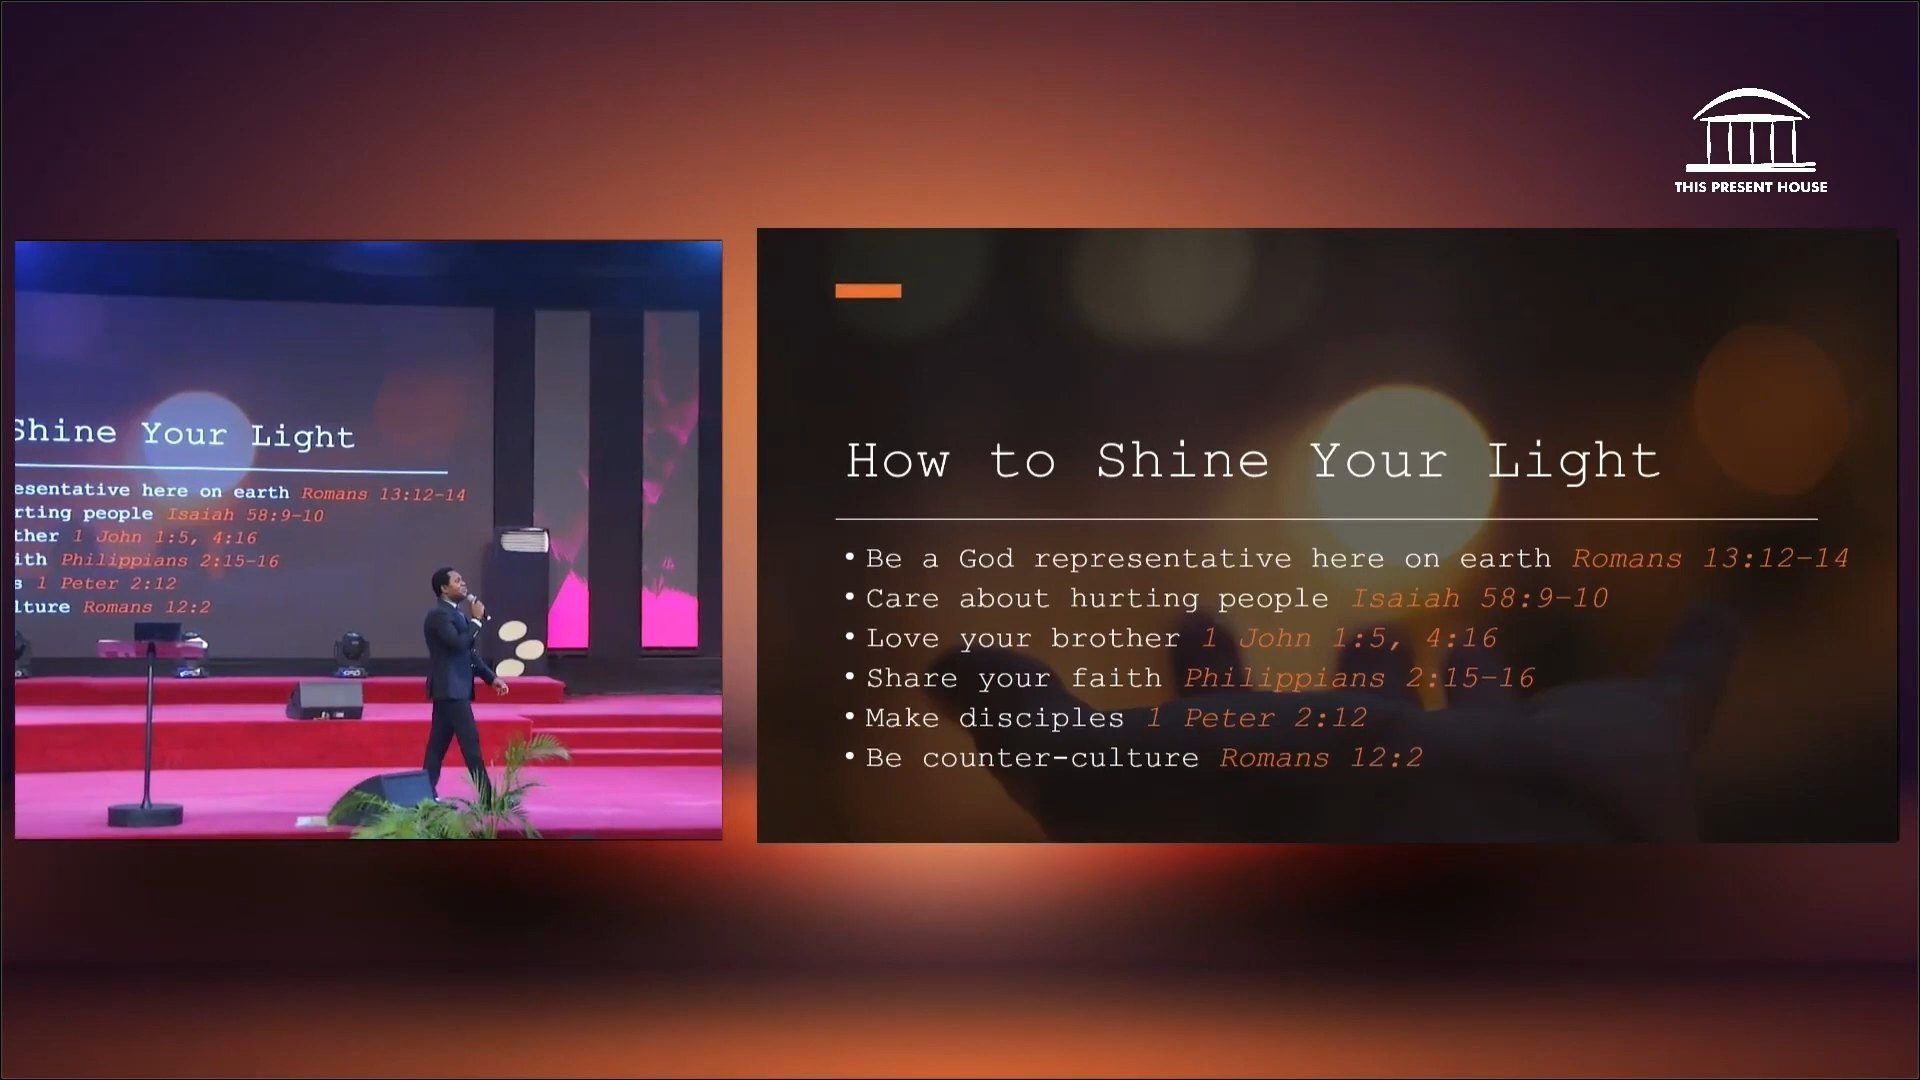 THIS PRESENT HOUSE
Shine Your Light
esentative here on earth Romans 13:12-14
rting people Isaiah 58:9-10
ther 1 John 1:5, 4:16
ith Philippians 2:15-16
s 1 Peter 2:12
lture Romans 12:2
How to Shine Your Light
• Be a God representative here on earth Romans 13:12-14
• Care about hurting people Isaiah 58:9-10
• Love your brother 1 John 1:5, 4:16
• Share your faith Philippians 2:15-16
• Make disciples 1 Peter 2:12
• Be counter-culture Romans 12:2